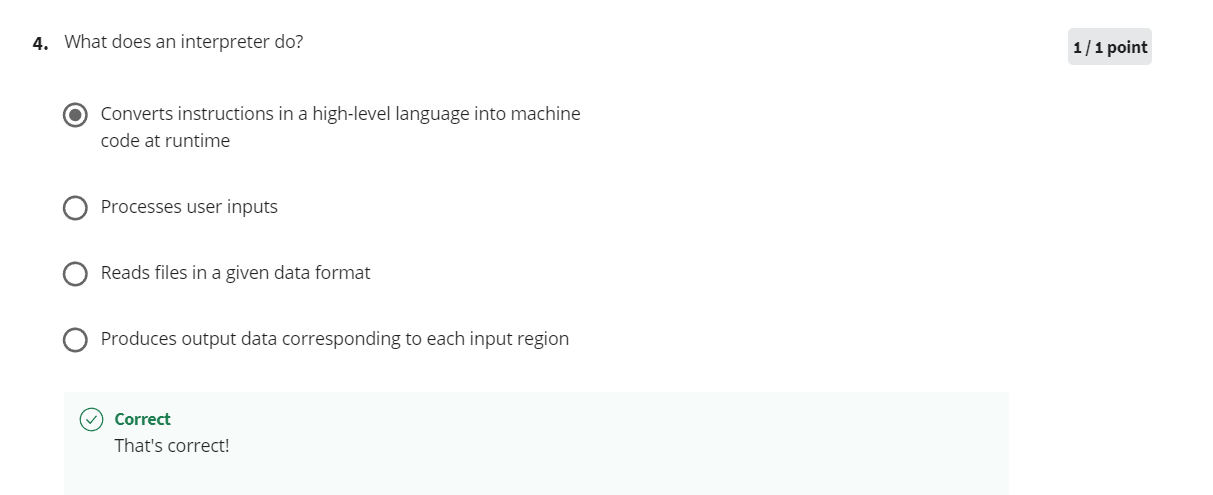 4. What does an interpreter do?
1 / 1 point
Converts instructions in a high-level language into machine
code at runtime
Processes user inputs
Reads files in a given data format
Produces output data corresponding to each input region
Correct
That's correct!